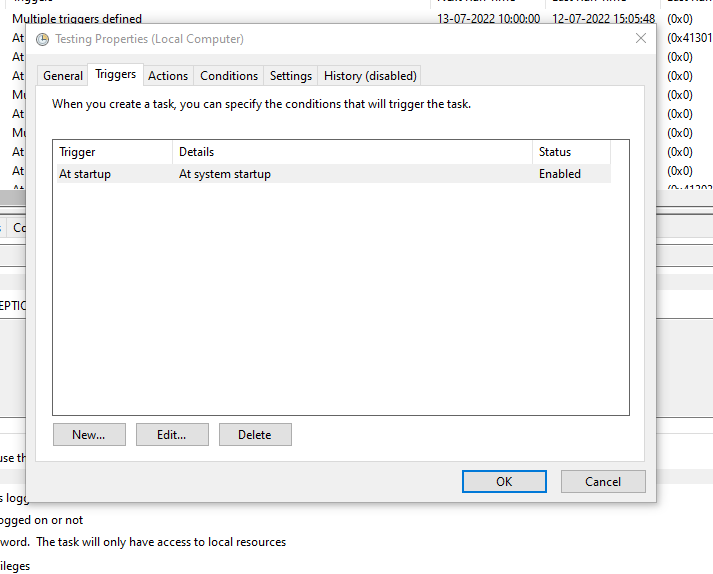 Multiple triggers defined 13-07-2022 10:00:00 12-07-2022 15:05:48 (0x0)
Testing Properties (Local Computer)
At (0x41301
At (0x0)
At (0x0)
Mu (0x0)
At (0x0)
Mu (0x0)
At (0x0)
At (0x0)
At (0x41303
General Triggers Actions Conditions Settings History (disabled)
When you create a task, you can specify the conditions that will trigger the task.
Trigger Details Status
At startup At system startup Enabled
New... Edit... Delete
OK Cancel
use th
s logg
ogged on or not
word. The task will only have access to local resources
ileges